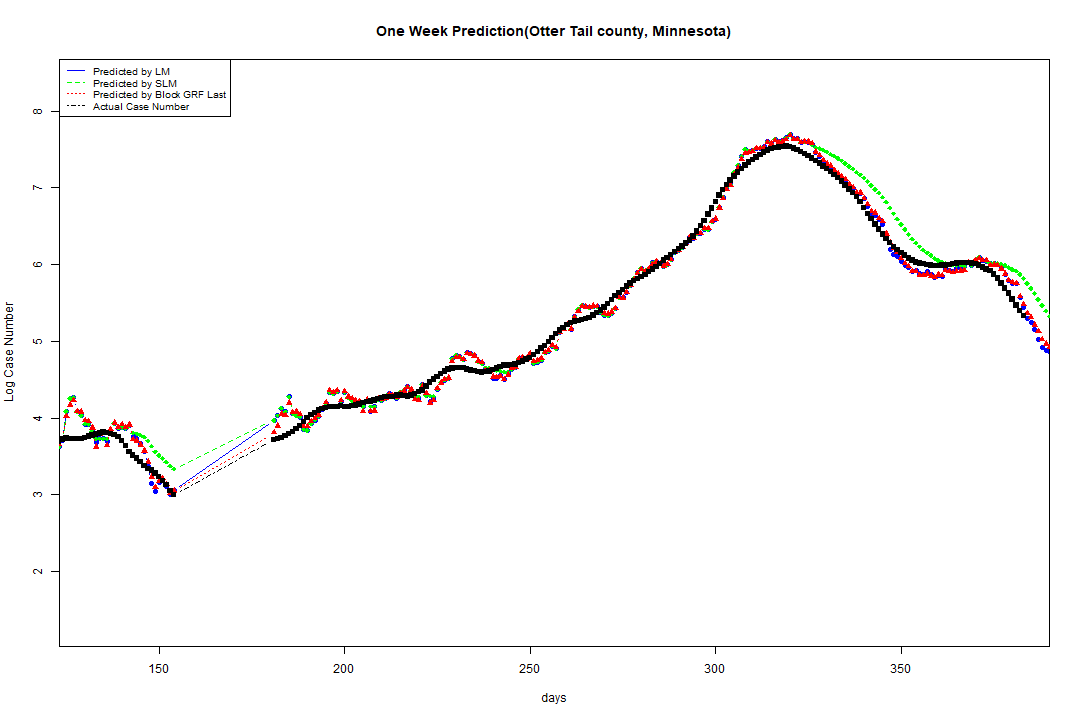 One Week Prediction(Otter Tail county, Minnesota)
Predicted by LM
Predicted by SLM
Predicted by Block GRF Last
Actual Case Number
Log Case Number
8
7
6
5
4
3
2
150 200 250 300 350
days